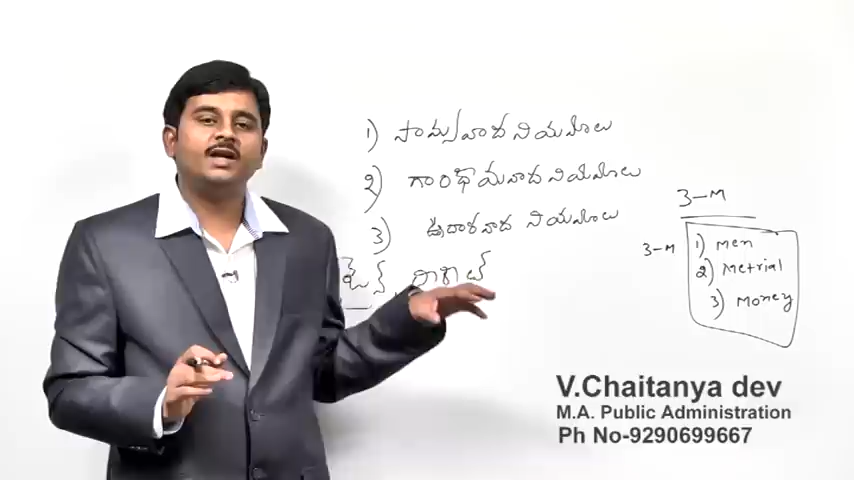 1) సామ్యవాద నియమాలు
2) గాంధీమవాద నియమాలు
3) ఉదారవాద నియమాలు
3-M
3-M
1) Men
2) Metrial
3) Money
V.Chaitanya dev
M.A. Public Administration
Ph No-9290699667